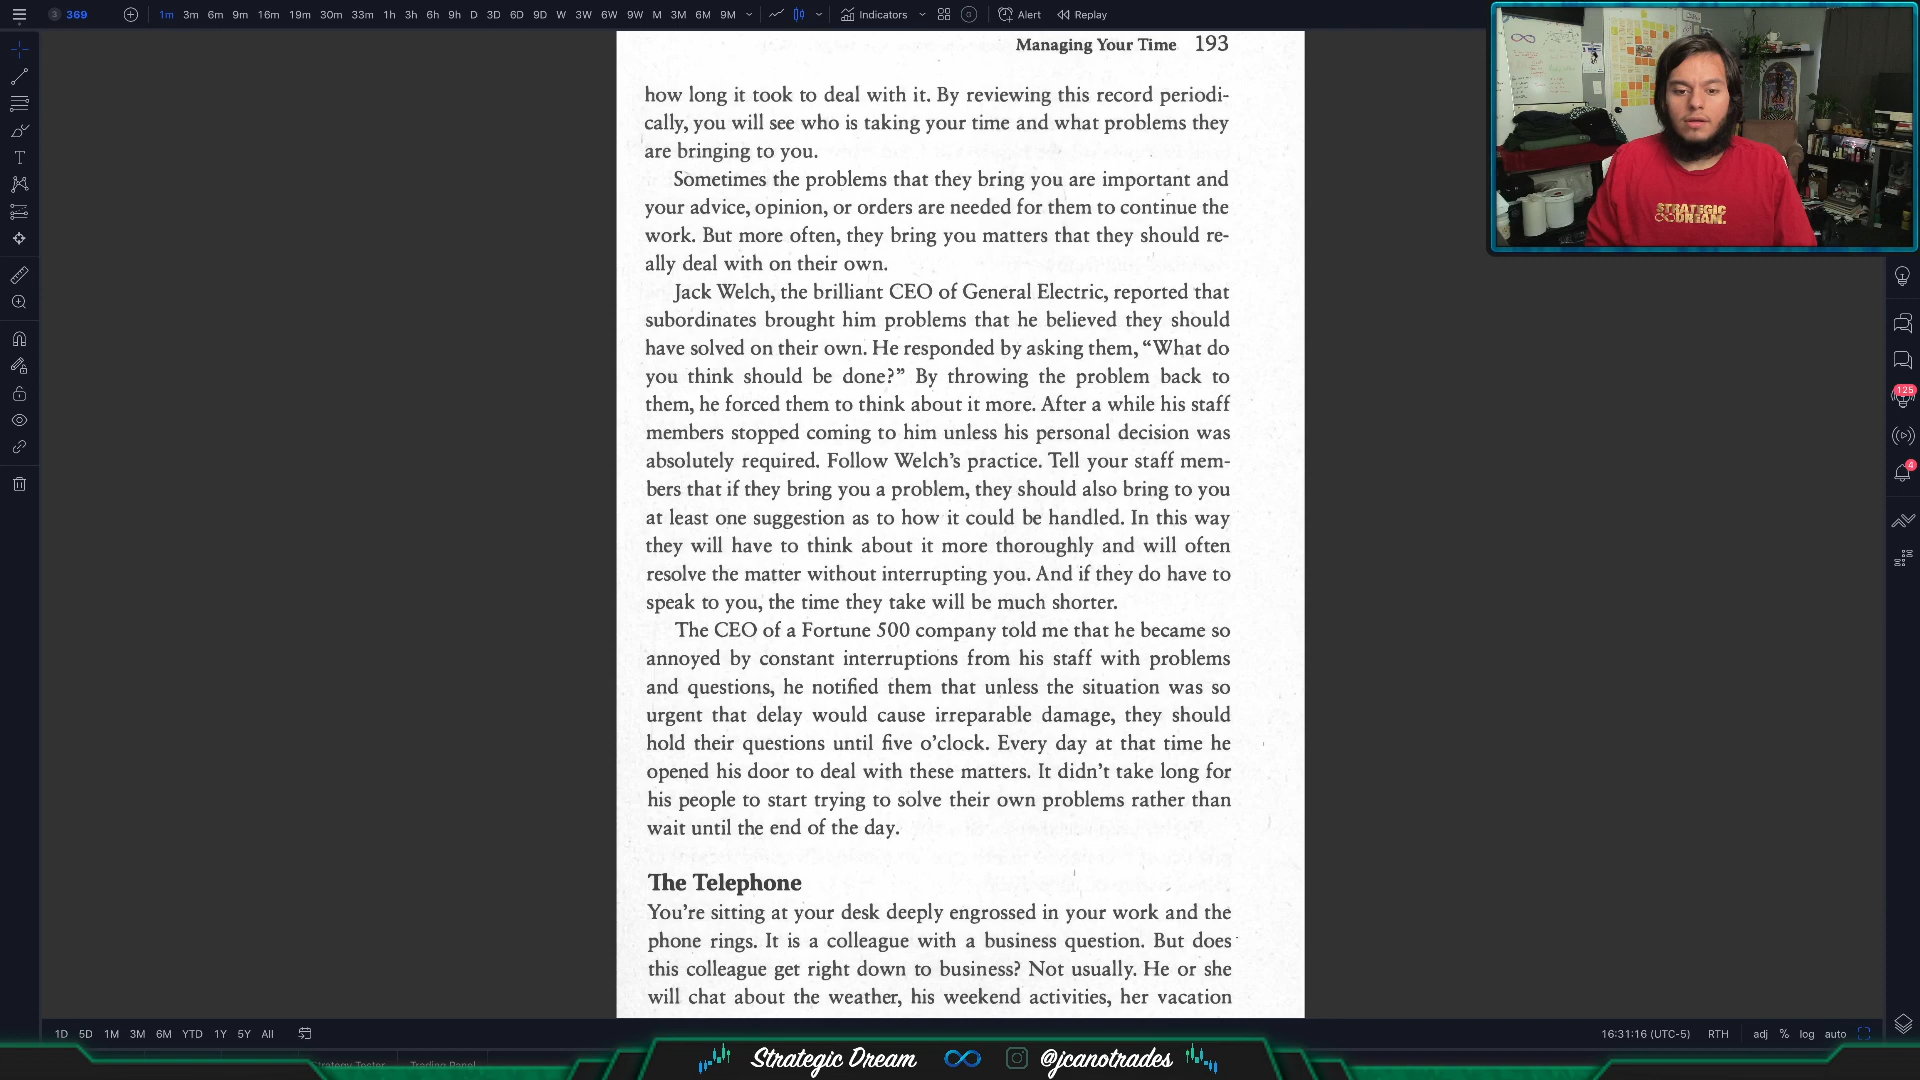 3 369 1m 3m 6m 9m 16m 19m 30m 33m 1h 3h 6h 9h D 3D 6D 9D W 3W 6W 9W M 3M 6M 9M Indicators Alert Replay
Managing Your Time 193
how long it took to deal with it. By reviewing this record periodi-
cally, you will see who is taking your time and what problems they
are bringing to you.
Sometimes the problems that they bring you are important and
your advice, opinion, or orders are needed for them to continue the
work. But more often, they bring you matters that they should re-
ally deal with on their own.
Jack Welch, the brilliant CEO of General Electric, reported that
subordinates brought him problems that he believed they should
have solved on their own. He responded by asking them, “What do
you think should be done?” By throwing the problem back to
them, he forced them to think about it more. After a while his staff
members stopped coming to him unless his personal decision was
absolutely required. Follow Welch’s practice. Tell your staff mem-
bers that if they bring you a problem, they should also bring to you
at least one suggestion as to how it could be handled. In this way
they will have to think about it more thoroughly and will often
resolve the matter without interrupting you. And if they do have to
speak to you, the time they take will be much shorter.
The CEO of a Fortune 500 company told me that he became so
annoyed by constant interruptions from his staff with problems
and questions, he notified them that unless the situation was so
urgent that delay would cause irreparable damage, they should
hold their questions until five o’clock. Every day at that time he
opened his door to deal with these matters. It didn’t take long for
his people to start trying to solve their own problems rather than
wait until the end of the day.
The Telephone
You’re sitting at your desk deeply engrossed in your work and the
phone rings. It is a colleague with a business question. But does
this colleague get right down to business? Not usually. He or she
will chat about the weather, his weekend activities, her vacation
STRATEGIC
DREAM.
125
4
1D 5D 1M 3M 6M YTD 1Y 5Y All
16:31:16 (UTC-5) RTH adj % log auto
Strategy Tester Trading Panel
Strategic Dream @jcanotrades